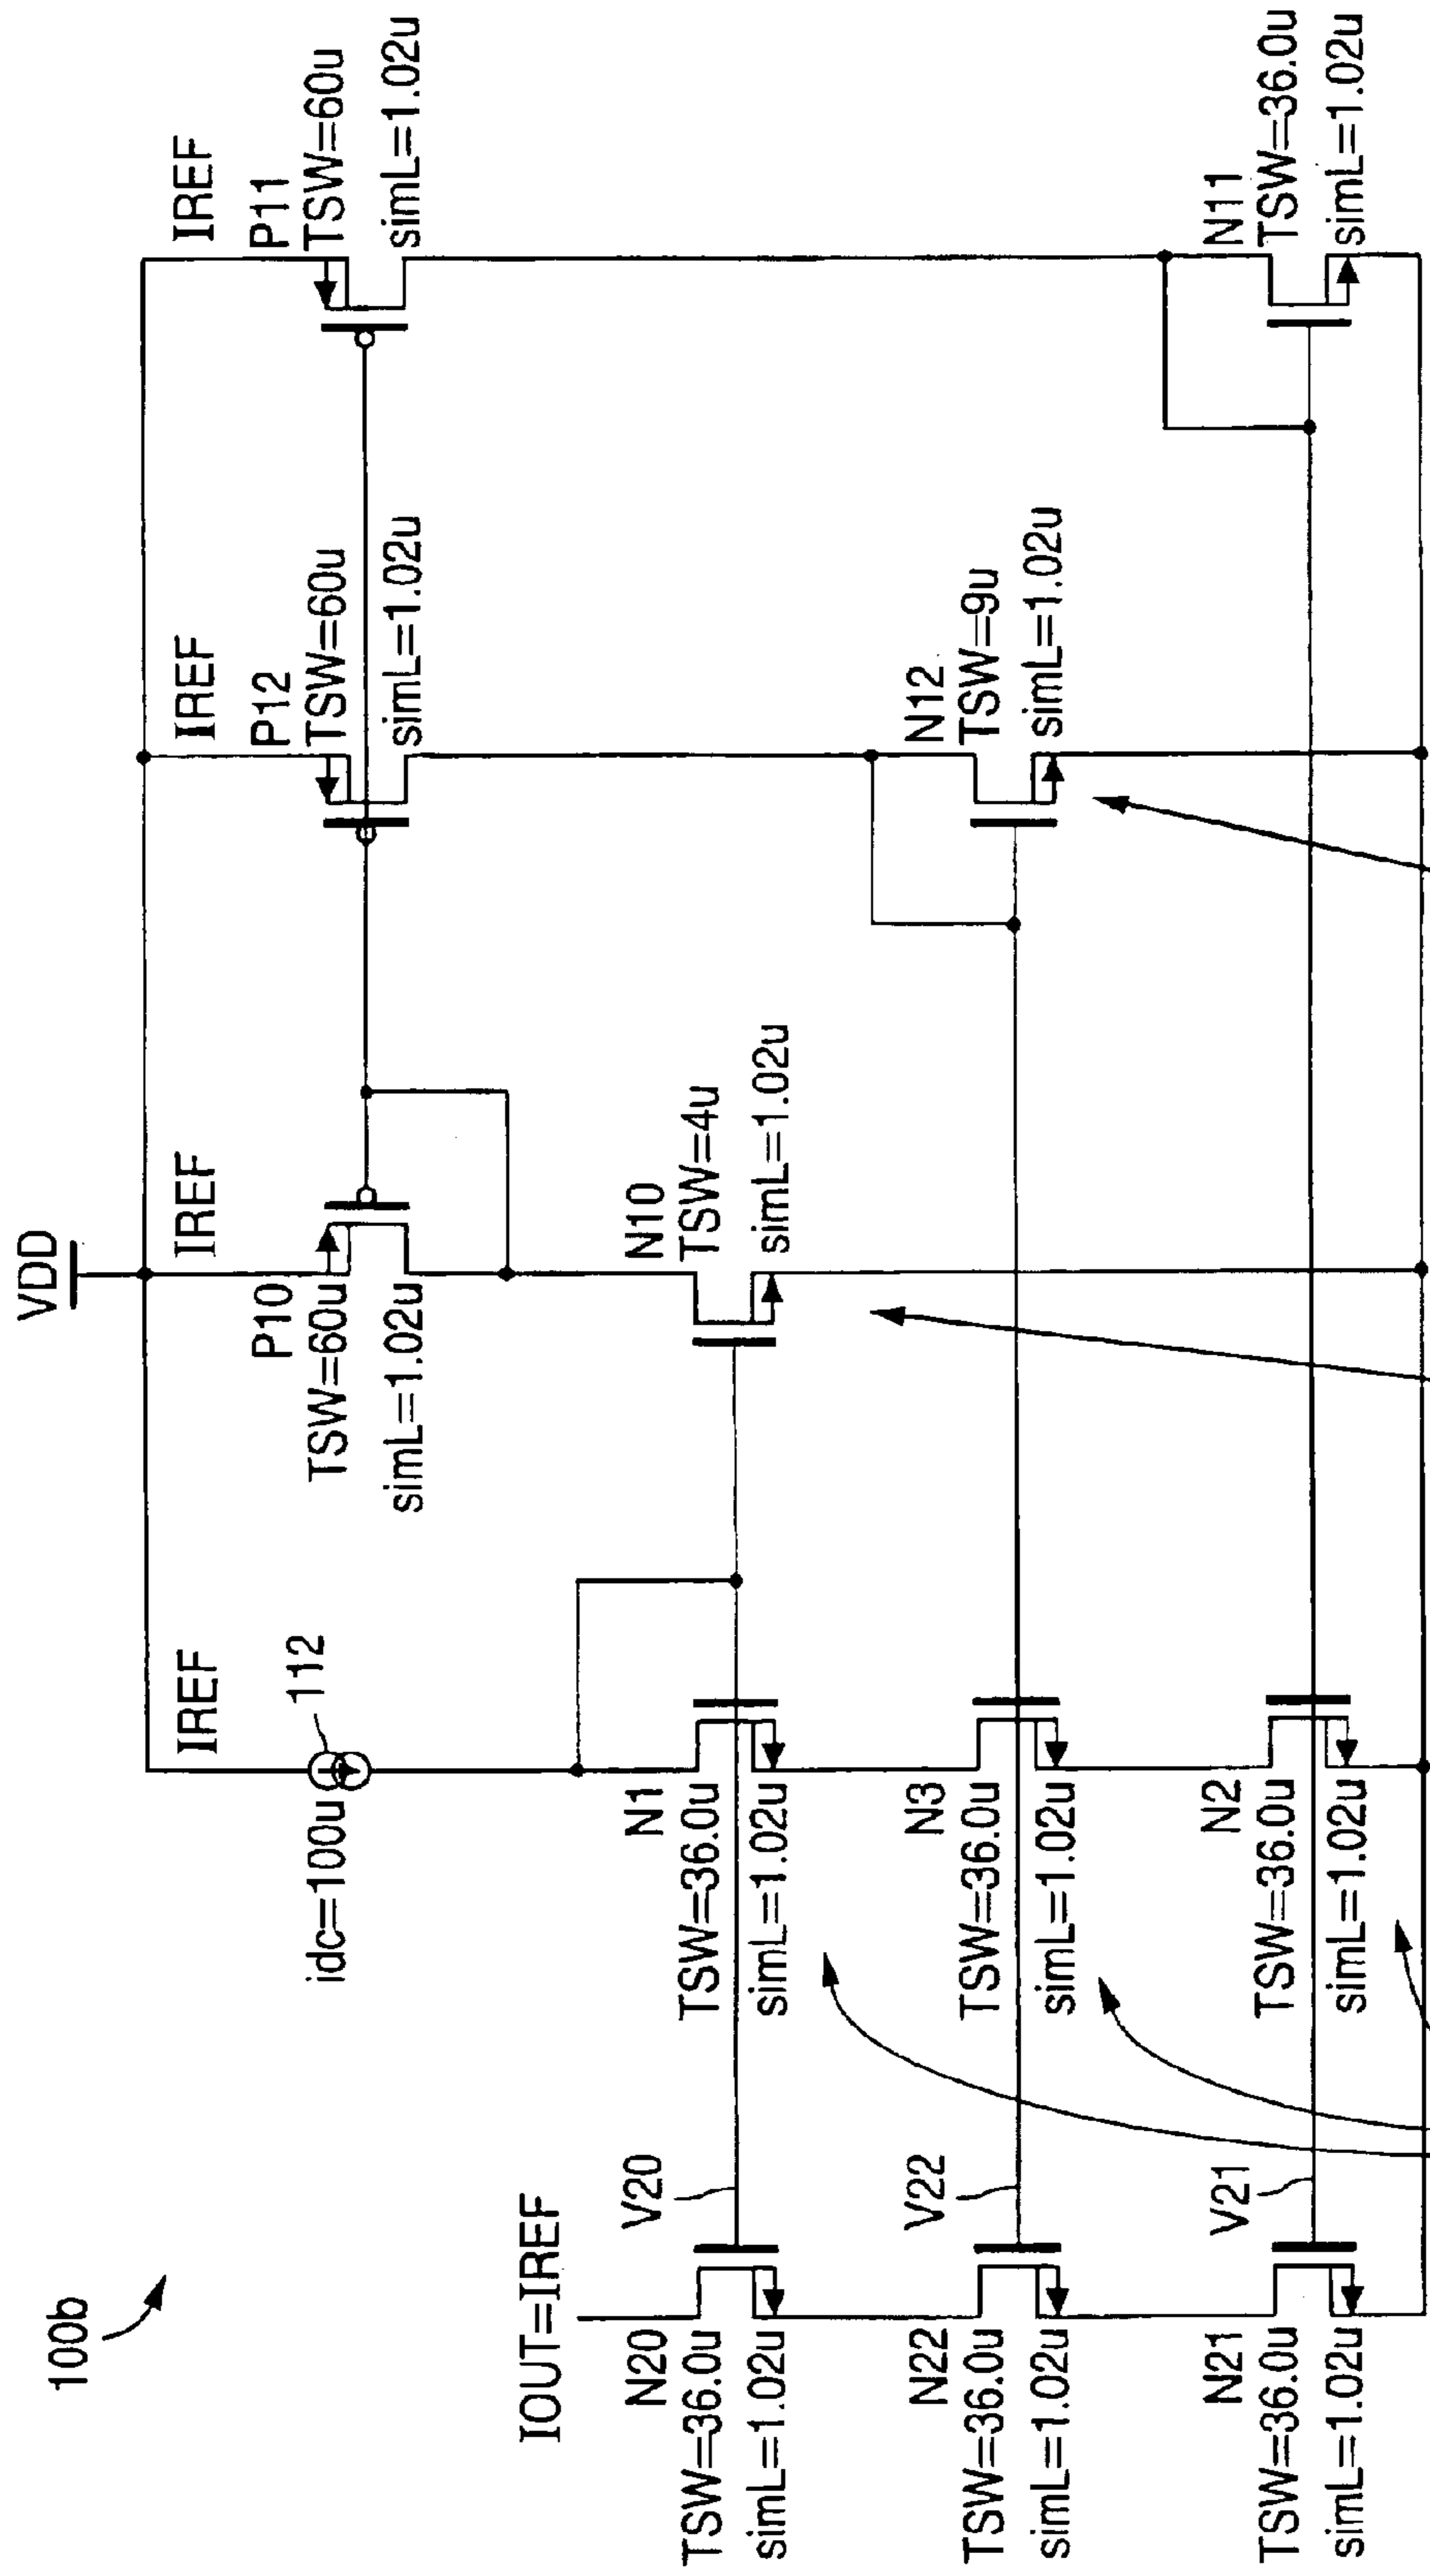 100b
VDD
IREF
idc=100u
112
IREF
P10
TSW=60u
simL=1.02u
IREF
P12
TSW=60u
simL=1.02u
IREF
P11
TSW=60u
simL=1.02u
IOUT=IREF
N20
TSW=36.0u
simL=1.02u
V20
N1
TSW=36.0u
simL=1.02u
N10
TSW=4u
simL=1.02u
N22
TSW=36.0u
simL=1.02u
V22
N3
TSW=36.0u
simL=1.02u
N12
TSW=9u
simL=1.02u
N21
TSW=36.0u
simL=1.02u
V21
N2
TSW=36.0u
simL=1.02u
N11
TSW=36.0u
simL=1.02u